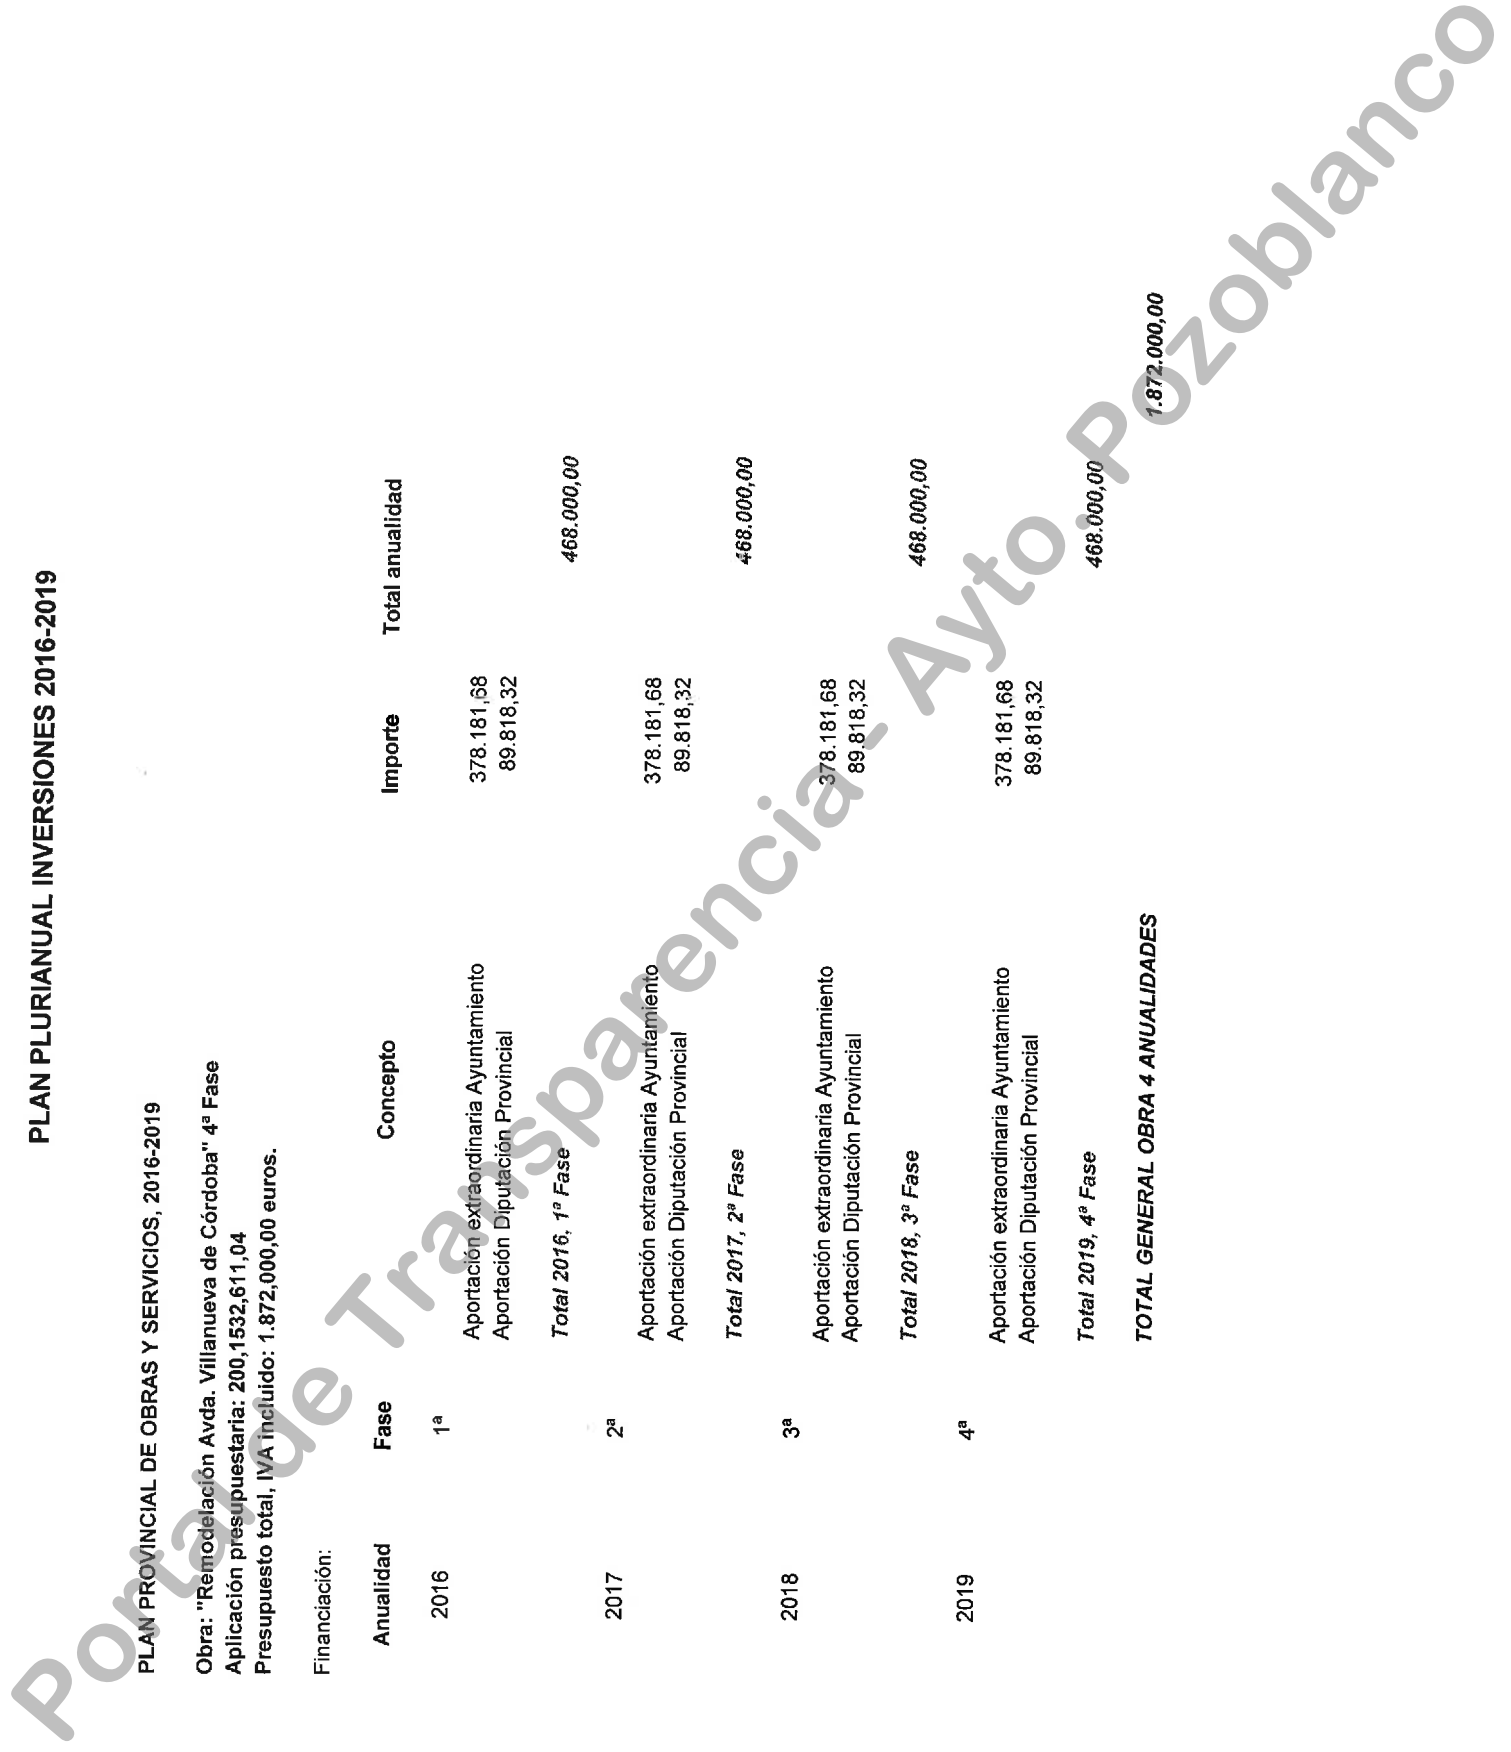 PLAN PLURIANUAL INVERSIONES 2016-2019
PLAN PROVINCIAL DE OBRAS Y SERVICIOS, 2016-2019
Obra: "Remodelación Avda. Villanueva de Córdoba" 4ª Fase
Aplicación presupuestaria: 200,1532,611,04
Presupuesto total, IVA incluido: 1.872,000,00 euros.
Financiación:
Anualidad Fase Concepto Importe Total anualidad
2016 1ª
Aportación extraordinaria Ayuntamiento 378.181,68
Aportación Diputación Provincial 89.818,32
Total 2016, 1ª Fase 468.000,00
2017 2ª
Aportación extraordinaria Ayuntamiento 378.181,68
Aportación Diputación Provincial 89.818,32
Total 2017, 2ª Fase 468.000,00
2018 3ª
Aportación extraordinaria Ayuntamiento 378.181,68
Aportación Diputación Provincial 89.818,32
Total 2018, 3ª Fase 468.000,00
2019 4ª
Aportación extraordinaria Ayuntamiento 378.181,68
Aportación Diputación Provincial 89.818,32
Total 2019, 4ª Fase 468.000,00
TOTAL GENERAL OBRA 4 ANUALIDADES 1.872.000,00
Portal de Transparencia - Ayto. Pozoblanco